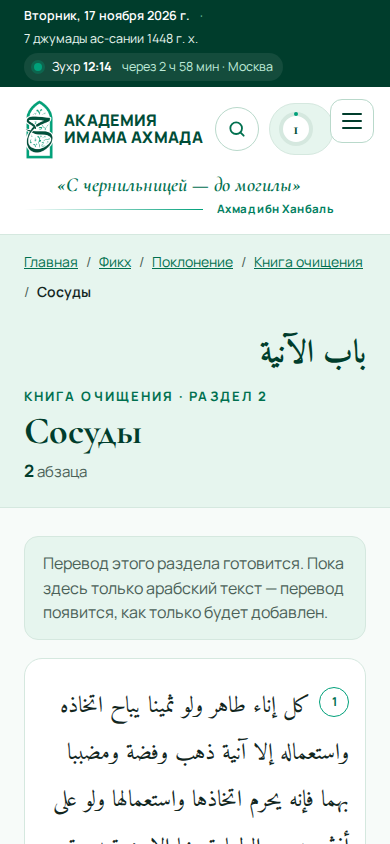 Вторник, 17 ноября 2026 г. ·
7 джумады ас-сании 1448 г. х.
Зухр 12:14 через 2 ч 58 мин · Москва
АКАДЕМИЯ
ИМАМА АХМАДА
1
«С чернильницей — до могилы»
Ахмад ибн Ханбаль
Главная / Фикх / Поклонение / Книга очищения
/ Сосуды
باب الآنية
КНИГА ОЧИЩЕНИЯ · РАЗДЕЛ 2
Сосуды
2 абзаца
Перевод этого раздела готовится. Пока
здесь только арабский текст — перевод
появится, как только будет добавлен.
1 كل إناء طاهر ولو ثمينا يباح اتخاذه
واستعماله إلا آنية ذهب وفضة ومضببا
بهما فإنه يحرم اتخاذها واستعمالها ولو على